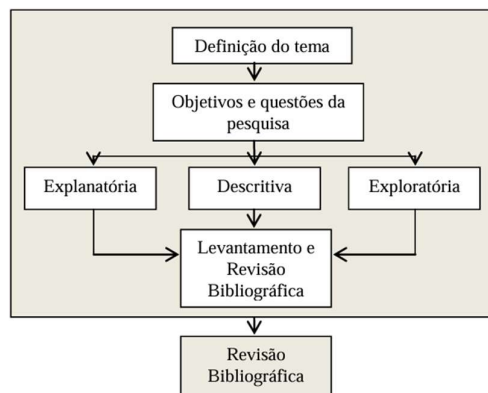 Definição do tema
Objetivos e questões da
pesquisa
Explanatória
Descritiva
Exploratória
Levantamento e
Revisão
Bibliográfica
Revisão
Bibliográfica